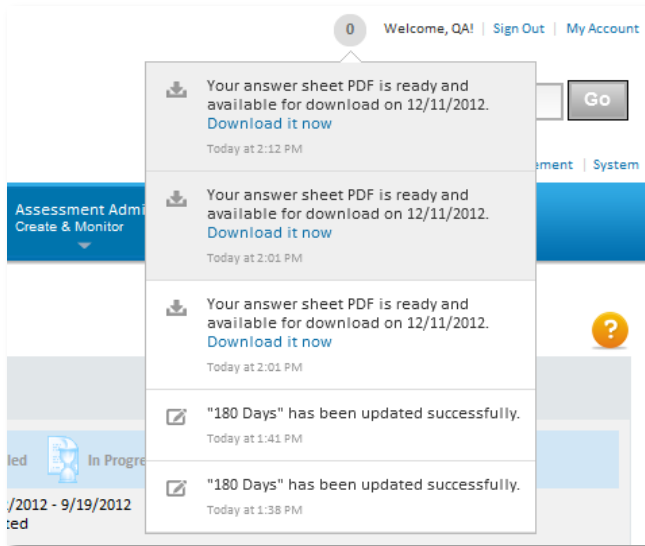 0 Welcome, QA! | Sign Out | My Account
Your answer sheet PDF is ready and
available for download on 12/11/2012.
Download it now
Today at 2:12 PM
Go
System
Your answer sheet PDF is ready and
available for download on 12/11/2012.
Download it now
Today at 2:01 PM
Assessment Admi
Create & Monitor
Your answer sheet PDF is ready and
available for download on 12/11/2012.
Download it now
Today at 2:01 PM
?
"180 Days" has been updated successfully.
Today at 1:41 PM
In Progre
"180 Days" has been updated successfully.
Today at 1:38 PM
/2012 - 9/19/2012